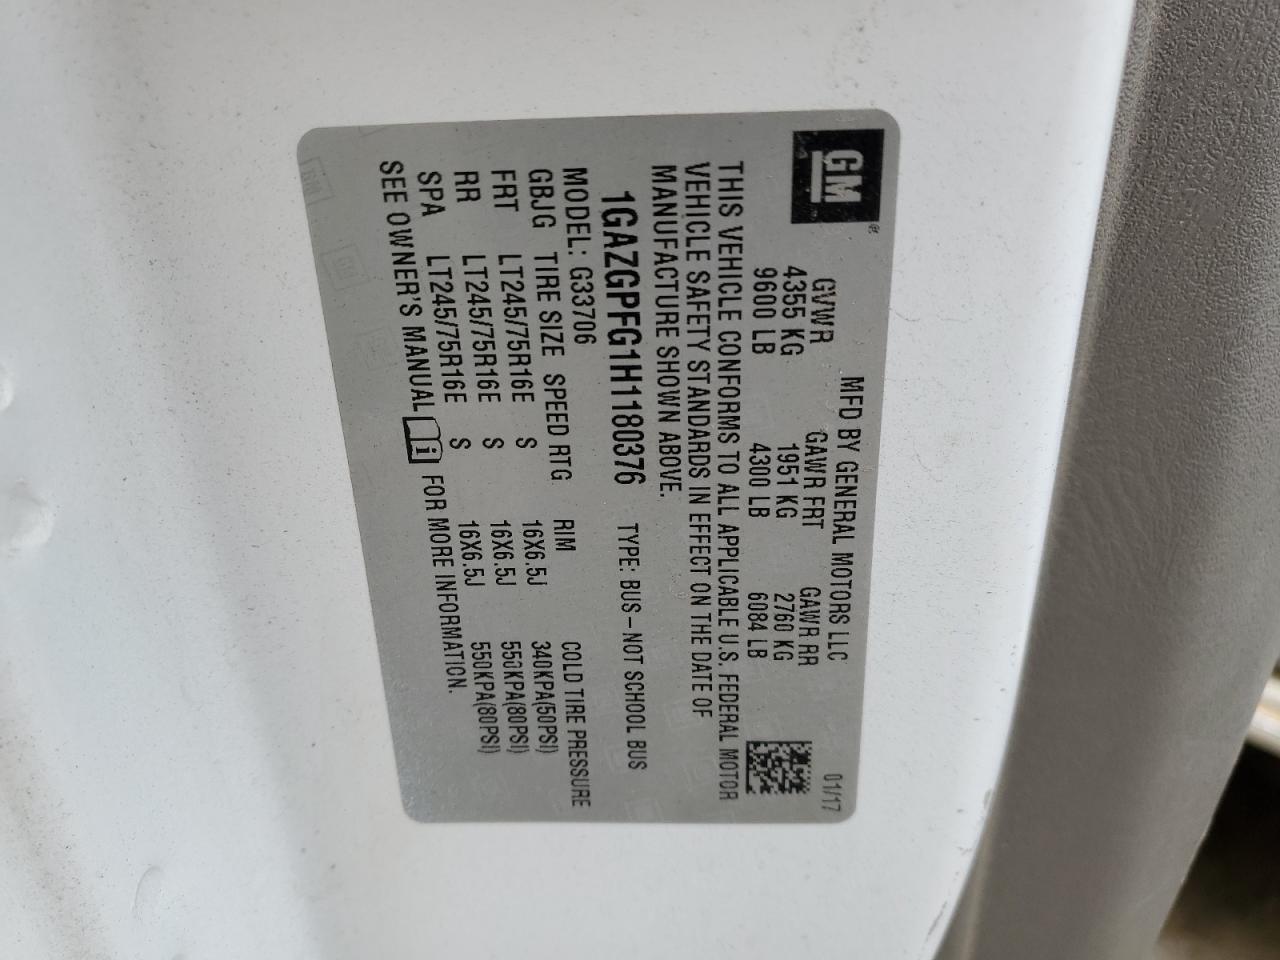 GM
MFD BY GENERAL MOTORS LLC 01/17
GVWR GAWR FRT GAWR RR
4355 KG 1951 KG 2760 KG
9600 LB 4300 LB 6084 LB
THIS VEHICLE CONFORMS TO ALL APPLICABLE U.S. FEDERAL MOTOR
VEHICLE SAFETY STANDARDS IN EFFECT ON THE DATE OF
MANUFACTURE SHOWN ABOVE.
1GAZGPFG1H1180376 TYPE: BUS – NOT SCHOOL BUS
MODEL: G33706
GBJG TIRE SIZE SPEED RTG RIM COLD TIRE PRESSURE
FRT LT245/75R16E S 16X6.5J 340KPA(50PSI)
RR LT245/75R16E S 16X6.5J 550KPA(80PSI)
SPA LT245/75R16E S 16X6.5J 550KPA(80PSI)
SEE OWNER'S MANUAL i FOR MORE INFORMATION.